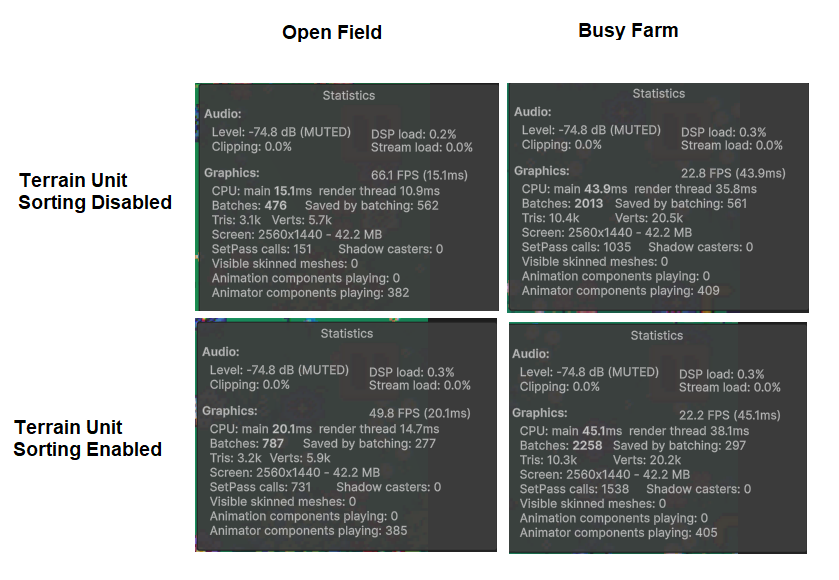 Open Field
Busy Farm
Terrain Unit
Sorting Disabled
Statistics
Audio:
Level: -74.8 dB (MUTED) DSP load: 0.2%
Clipping: 0.0% Stream load: 0.0%
Graphics: 66.1 FPS (15.1ms)
CPU: main 15.1ms render thread 10.9ms
Batches: 476 Saved by batching: 562
Tris: 3.1k Verts: 5.7k
Screen: 2560x1440 - 42.2 MB
SetPass calls: 151 Shadow casters: 0
Visible skinned meshes: 0
Animation components playing: 0
Animator components playing: 382
Statistics
Audio:
Level: -74.8 dB (MUTED) DSP load: 0.3%
Clipping: 0.0% Stream load: 0.0%
Graphics: 22.8 FPS (43.9ms)
CPU: main 43.9ms render thread 35.8ms
Batches: 2013 Saved by batching: 561
Tris: 10.4k Verts: 20.5k
Screen: 2560x1440 - 42.2 MB
SetPass calls: 1035 Shadow casters: 0
Visible skinned meshes: 0
Animation components playing: 0
Animator components playing: 409
Terrain Unit
Sorting Enabled
Statistics
Audio:
Level: -74.8 dB (MUTED) DSP load: 0.3%
Clipping: 0.0% Stream load: 0.0%
Graphics: 49.8 FPS (20.1ms)
CPU: main 20.1ms render thread 14.7ms
Batches: 787 Saved by batching: 277
Tris: 3.2k Verts: 5.9k
Screen: 2560x1440 - 42.2 MB
SetPass calls: 731 Shadow casters: 0
Visible skinned meshes: 0
Animation components playing: 0
Animator components playing: 385
Statistics
Audio:
Level: -74.8 dB (MUTED) DSP load: 0.3%
Clipping: 0.0% Stream load: 0.0%
Graphics: 22.2 FPS (45.1ms)
CPU: main 45.1ms render thread 38.1ms
Batches: 2258 Saved by batching: 297
Tris: 10.3k Verts: 20.2k
Screen: 2560x1440 - 42.2 MB
SetPass calls: 1538 Shadow casters: 0
Visible skinned meshes: 0
Animation components playing: 0
Animator components playing: 405